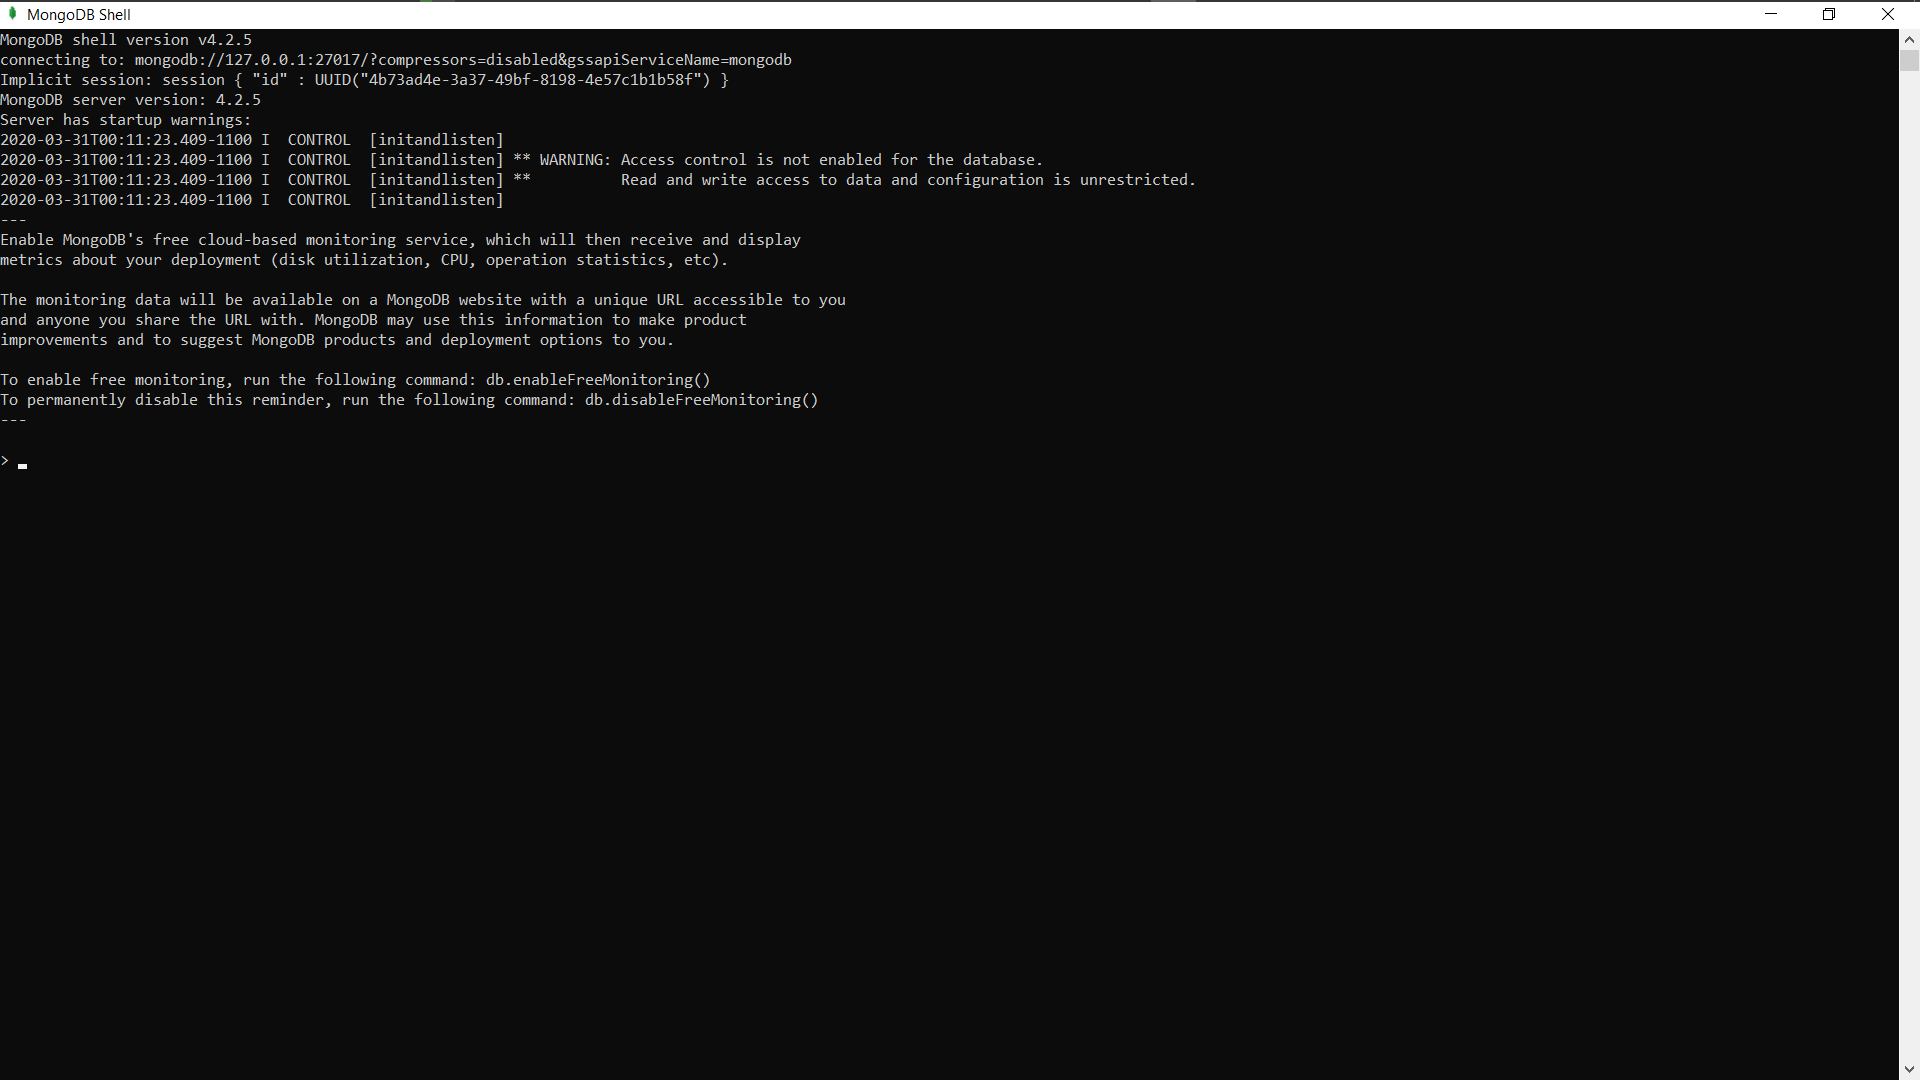 MongoDB Shell
MongoDB shell version v4.2.5
connecting to: mongodb://127.0.0.1:27017/?compressors=disabled&gssapiServiceName=mongodb
Implicit session: session { "id" : UUID("4b73ad4e-3a37-49bf-8198-4e57c1b1b58f") }
MongoDB server version: 4.2.5
Server has startup warnings:
2020-03-31T00:11:23.409-1100 I  CONTROL  [initandlisten]
2020-03-31T00:11:23.409-1100 I  CONTROL  [initandlisten] ** WARNING: Access control is not enabled for the database.
2020-03-31T00:11:23.409-1100 I  CONTROL  [initandlisten] **          Read and write access to data and configuration is unrestricted.
2020-03-31T00:11:23.409-1100 I  CONTROL  [initandlisten]
---
Enable MongoDB's free cloud-based monitoring service, which will then receive and display
metrics about your deployment (disk utilization, CPU, operation statistics, etc).

The monitoring data will be available on a MongoDB website with a unique URL accessible to you
and anyone you share the URL with. MongoDB may use this information to make product
improvements and to suggest MongoDB products and deployment options to you.

To enable free monitoring, run the following command: db.enableFreeMonitoring()
To permanently disable this reminder, run the following command: db.disableFreeMonitoring()
---

>